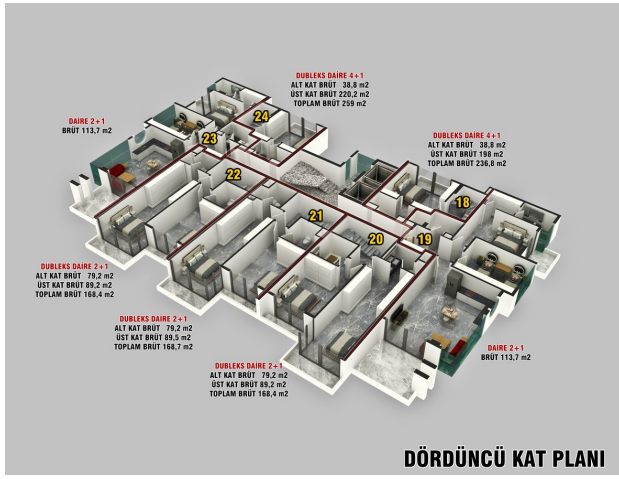 DUBLEKS DAİRE 4+1
ALT KAT BRÜT 38,8 m2
ÜST KAT BRÜT 220,2 m2
TOPLAM BRÜT 259 m2
DAİRE 2+1
BRÜT 113,7 m2
24
23
DUBLEKS DAİRE 4+1
ALT KAT BRÜT 38,8 m2
ÜST KAT BRÜT 198 m2
TOPLAM BRÜT 236,8 m2
22
18
21
20
19
DUBLEKS DAİRE 2+1
ALT KAT BRÜT 79,2 m2
ÜST KAT BRÜT 89,2 m2
TOPLAM BRÜT 168,4 m2
DUBLEKS DAİRE 2+1
ALT KAT BRÜT 79,2 m2
ÜST KAT BRÜT 89,5 m2
TOPLAM BRÜT 168,7 m2
DAİRE 2+1
BRÜT 113,7 m2
DUBLEKS DAİRE 2+1
ALT KAT BRÜT 79,2 m2
ÜST KAT BRÜT 89,2 m2
TOPLAM BRÜT 168,4 m2
DÖRDÜNCÜ KAT PLANI